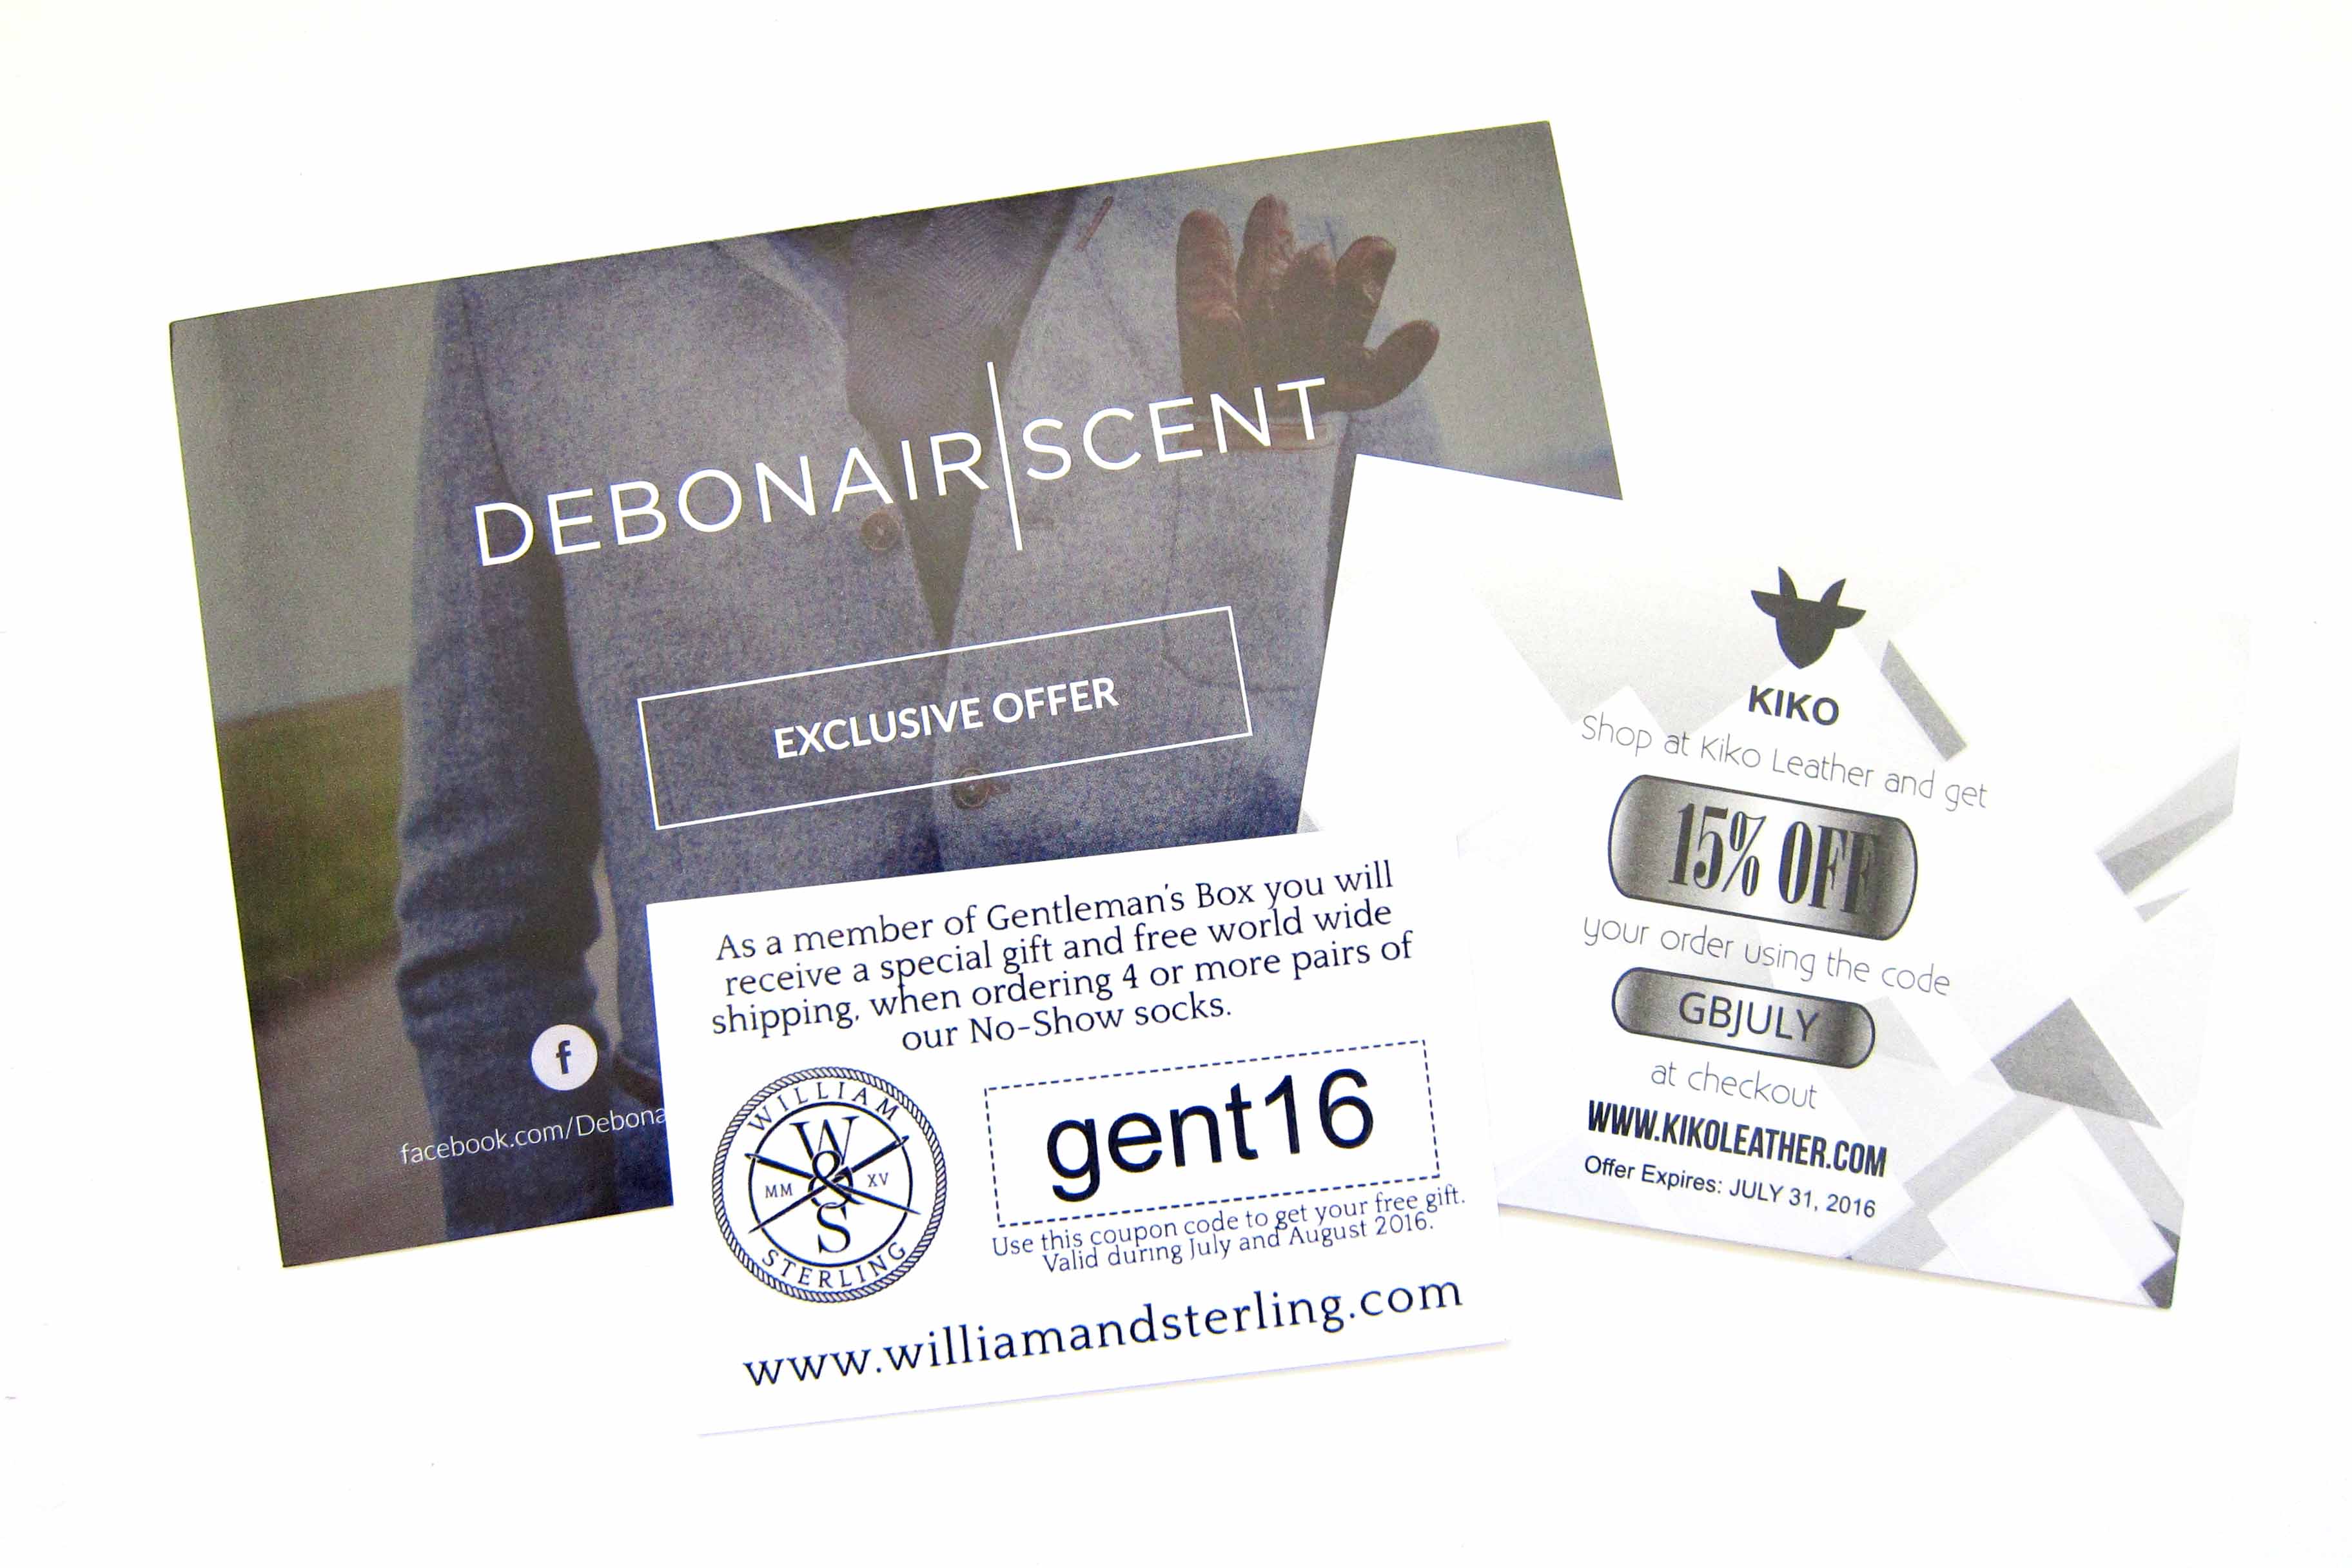 DEBONAIR|SCENT
EXCLUSIVE OFFER
facebook.com/Debona
As a member of Gentleman's Box you will
receive a special gift and free world wide
shipping, when ordering 4 or more pairs of
our No-Show socks.
WILLIAM
W
&
MM XV
S
STERLING
gent16
Use this coupon code to get your free gift.
Valid during July and August 2016.
www.williamandsterling.com
KIKO
Shop at Kiko Leather and get
15% OFF
your order using the code
GBJULY
at checkout
WWW.KIKOLEATHER.COM
Offer Expires: JULY 31, 2016